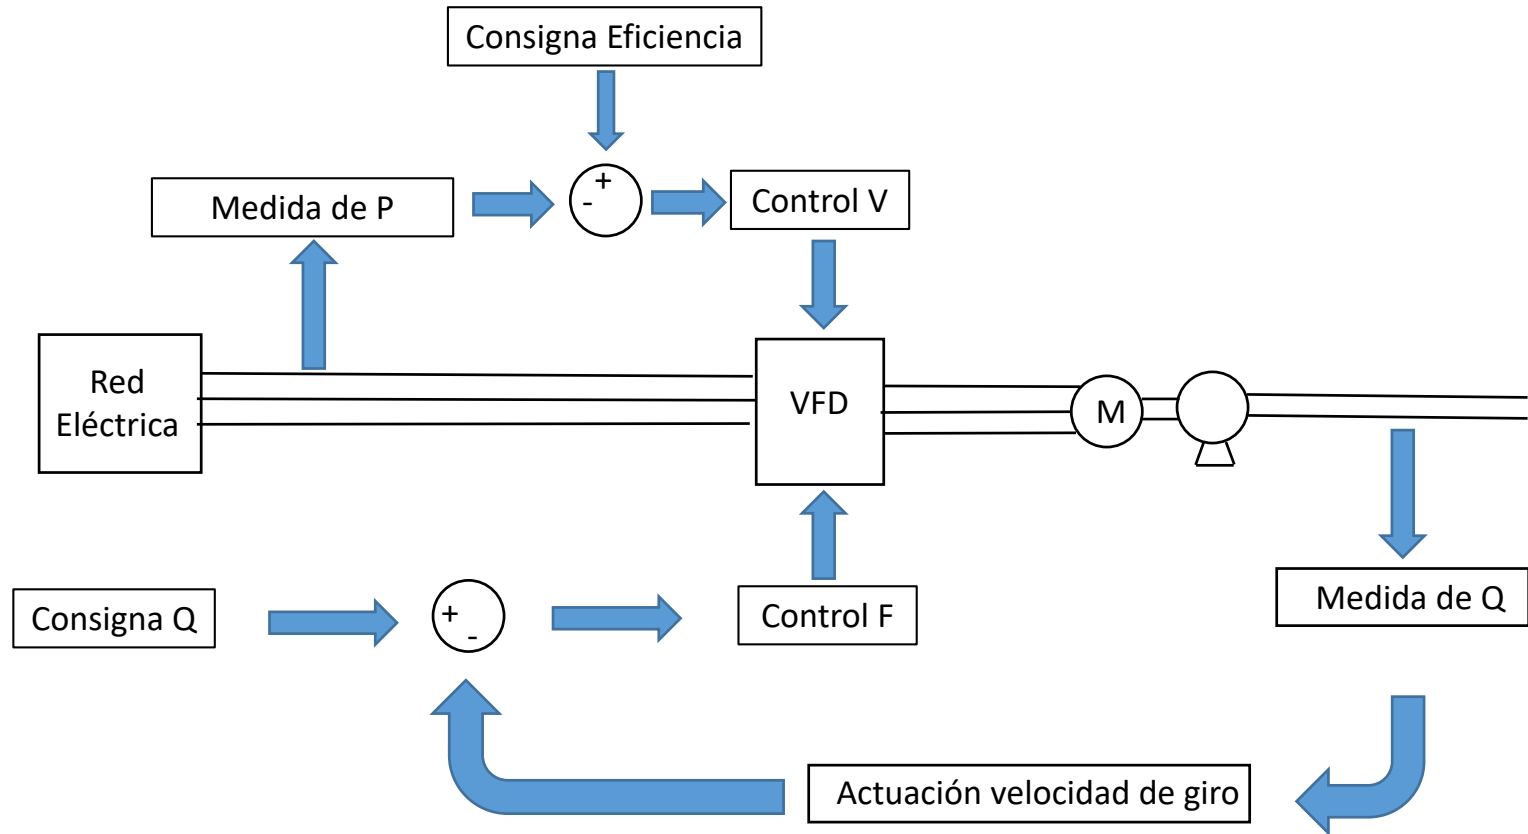 Consigna Eficiencia
+
-
Medida de P
Control V
Red
Eléctrica
VFD
M
Medida de Q
Consigna Q
+
-
Control F
Actuación velocidad de giro